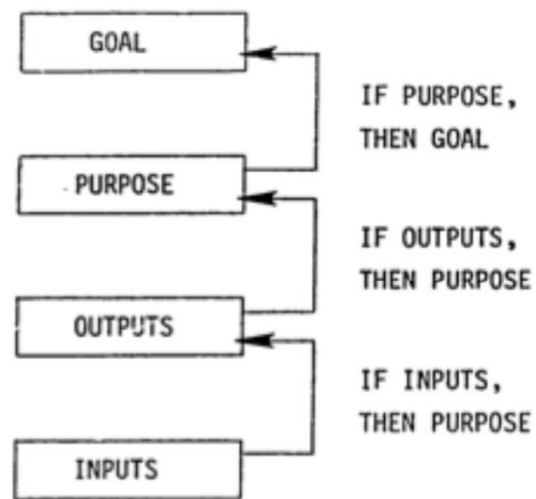 GOAL
IF PURPOSE,
THEN GOAL
PURPOSE
IF OUTPUTS,
THEN PURPOSE
OUTPUTS
IF INPUTS,
THEN PURPOSE
INPUTS